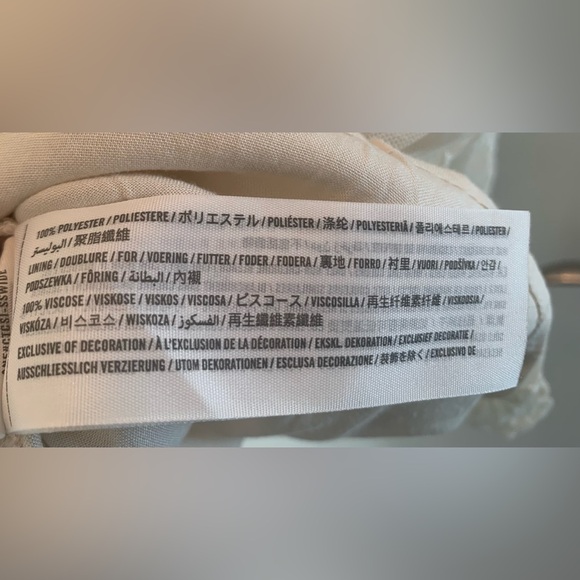 100% POLYESTER / POLIESTERE / ポリエステル / POLIÉSTER / 涤纶 / POLYESTERIÄ / 폴리에스테르 / POLIESTER /
البوليستر / 聚脂纖維
LINING / DOUBLURE / FOR / VOERING / FUTTER / FODER / FODERA / 裏地 / FORRO / 衬里 / VUORI / PODŠÍVKA / 안감 /
PODSZEWKA / FÖRING / البطانة / 內襯
100% VISCOSE / VISKOSE / VISKOS / VISCOSA / ビスコース / VISCOSILLA / 再生纤维素纤维 / VISKOOSIA /
VISKÓZA / 비스코스 / WISKOZA / الفسكوز / 再生纖維素纖維
EXCLUSIVE OF DECORATION / À L'EXCLUSION DE LA DÉCORATION / EKSKL. DEKORATION / EXCLUSIEF DECORATIE /
AUSSCHLIESSLICH VERZIERUNG / UTOM DEKORATIONEN / ESCLUSA DECORAZIONE / 装飾を除く / EXCLUSIVO DE